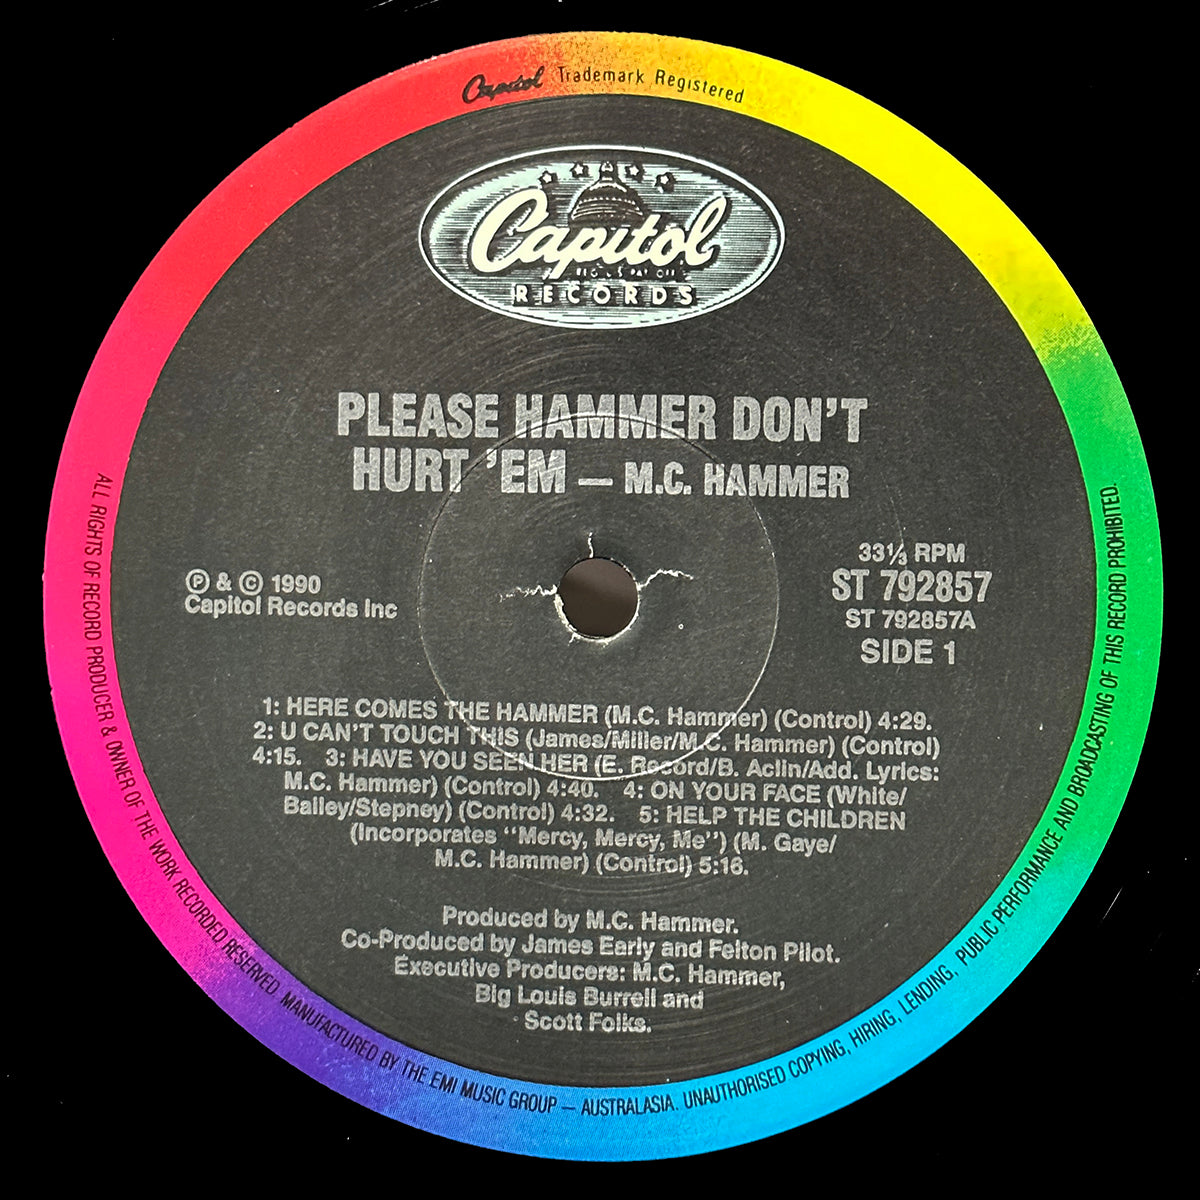 Capitol Trademark Registered
Capitol
REG. U.S. PAT. OFF.
RECORDS
PLEASE HAMMER DON'T
HURT 'EM — M.C. HAMMER
℗ & © 1990
Capitol Records Inc
33⅓ RPM
ST 792857
ST 792857A
SIDE 1
1: HERE COMES THE HAMMER (M.C. Hammer) (Control) 4:29.
2: U CAN'T TOUCH THIS (James/Miller/M.C. Hammer) (Control)
4:15. 3: HAVE YOU SEEN HER (E. Record/B. Aclin/Add. Lyrics:
M.C. Hammer) (Control) 4:40. 4: ON YOUR FACE (White/
Bailey/Stepney) (Control) 4:32. 5: HELP THE CHILDREN
(Incorporates "Mercy, Mercy, Me") (M. Gaye/
M.C. Hammer) (Control) 5:16.
Produced by M.C. Hammer.
Co-Produced by James Early and Felton Pilot.
Executive Producers: M.C. Hammer,
Big Louis Burrell and
Scott Folks.
ALL RIGHTS OF RECORD PRODUCER & OWNER OF THE WORK RECORDED RESERVED. MANUFACTURED BY THE EMI MUSIC GROUP — AUSTRALASIA. UNAUTHORISED COPYING, HIRING, LENDING, PUBLIC PERFORMANCE AND BROADCASTING OF THIS RECORD PROHIBITED.